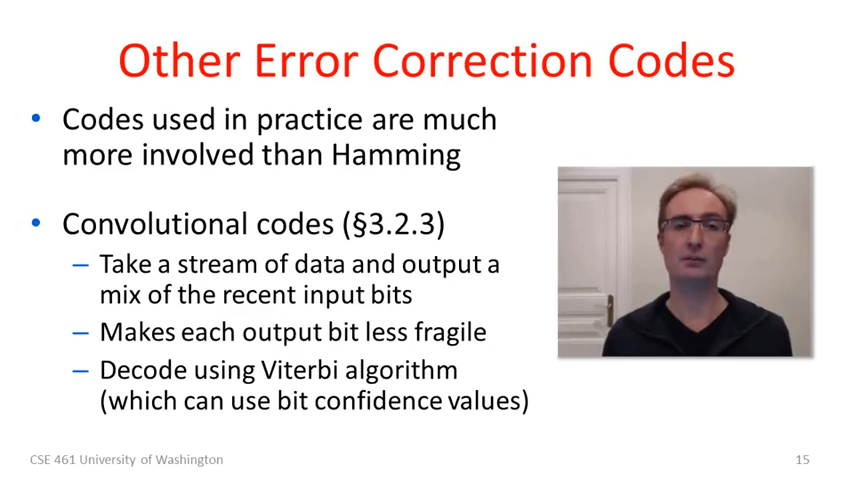 Other Error Correction Codes
• Codes used in practice are much
more involved than Hamming
• Convolutional codes (§3.2.3)
– Take a stream of data and output a
mix of the recent input bits
– Makes each output bit less fragile
– Decode using Viterbi algorithm
(which can use bit confidence values)
CSE 461 University of Washington
15